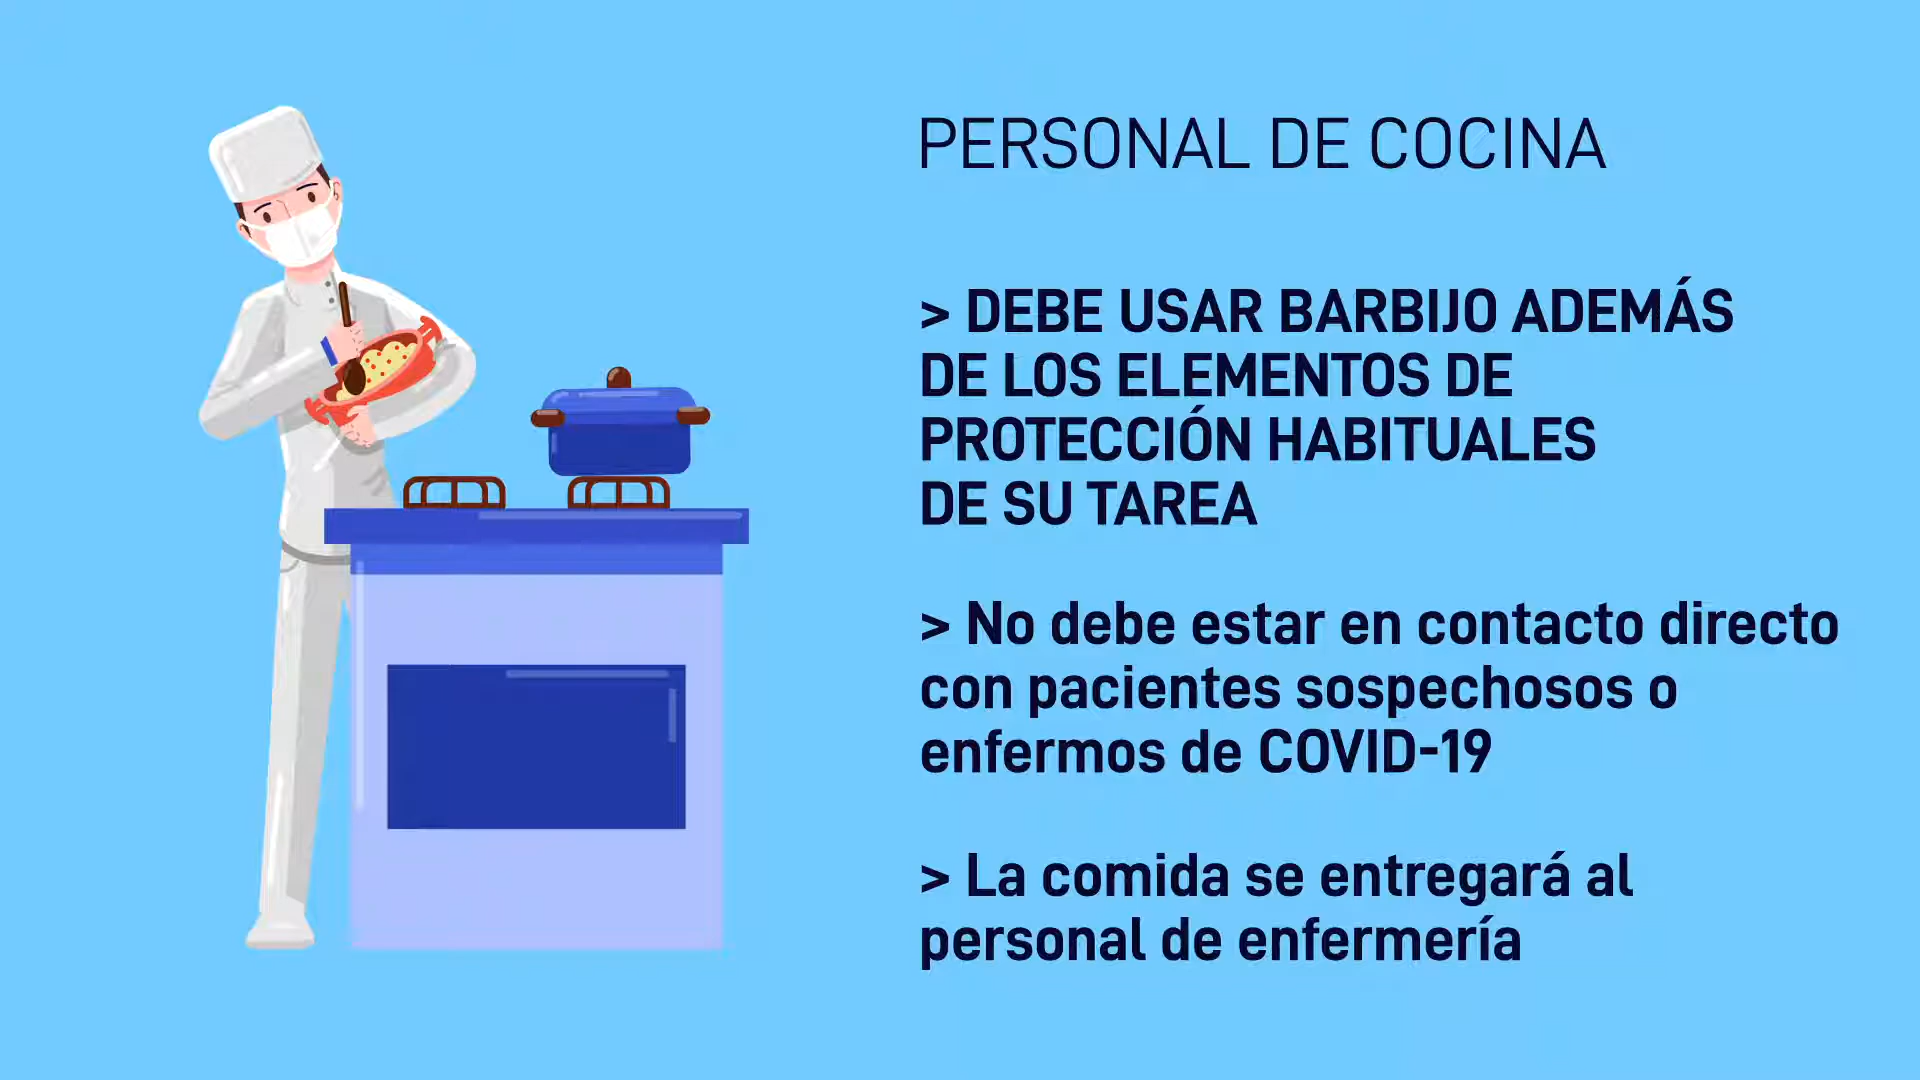 PERSONAL DE COCINA
> DEBE USAR BARBIJO ADEMÁS
DE LOS ELEMENTOS DE
PROTECCIÓN HABITUALES
DE SU TAREA
> No debe estar en contacto directo
con pacientes sospechosos o
enfermos de COVID-19
> La comida se entregará al
personal de enfermería